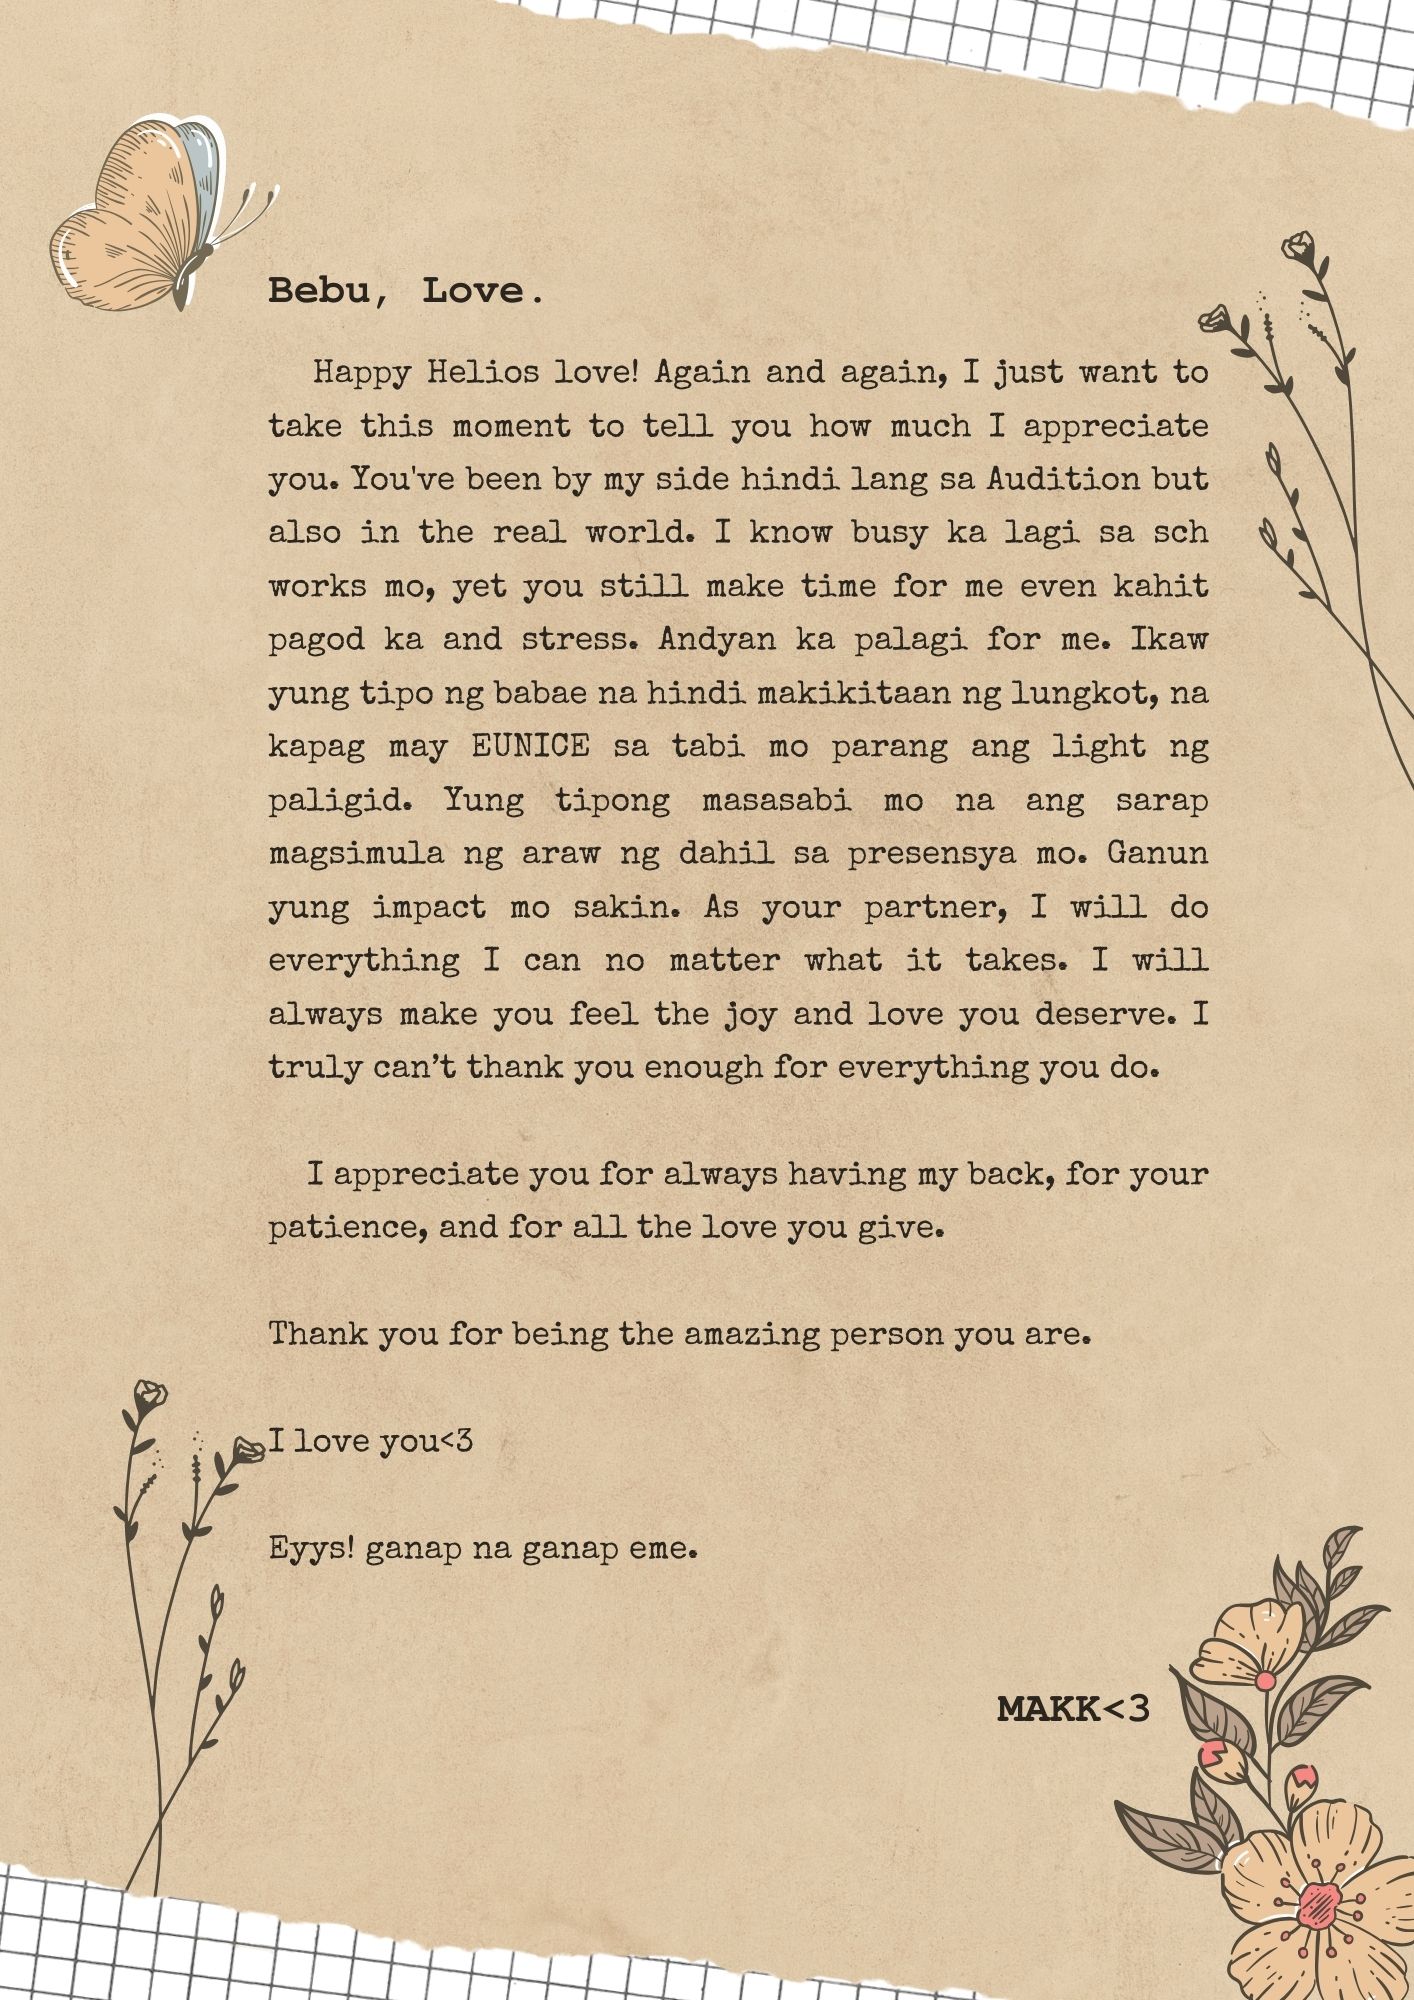 Bebu, Love.
Happy Helios love! Again and again, I just want to
take this moment to tell you how much I appreciate
you. You've been by my side hindi lang sa Audition but
also in the real world. I know busy ka lagi sa sch
works mo, yet you still make time for me even kahit
pagod ka and stress. Andyan ka palagi for me. Ikaw
yung tipo ng babae na hindi makikitaan ng lungkot, na
kapag may EUNICE sa tabi mo parang ang light ng
paligid. Yung tipong masasabi mo na ang sarap
magsimula ng araw ng dahil sa presensya mo. Ganun
yung impact mo sakin. As your partner, I will do
everything I can no matter what it takes. I will
always make you feel the joy and love you deserve. I
truly can’t thank you enough for everything you do.
I appreciate you for always having my back, for your
patience, and for all the love you give.
Thank you for being the amazing person you are.
I love you<3
Eyys! ganap na ganap eme.
MAKK<3